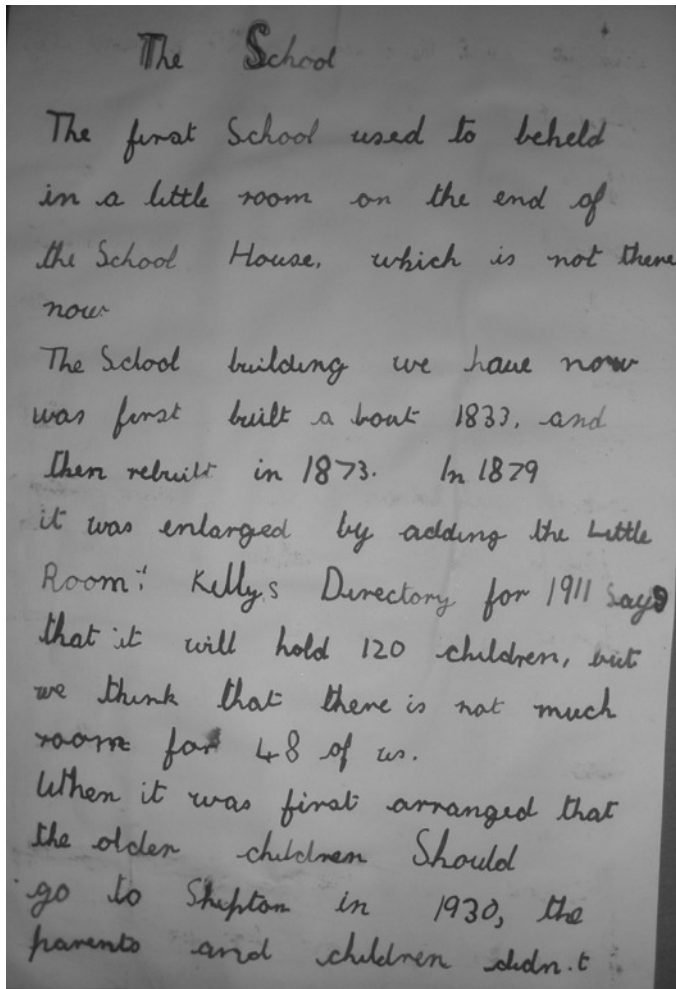 The School
The first School used to beheld
in a little room on the end of
the School House, which is not there
now
The School building we have now
was first built a bout 1833, and
then rebuilt in 1873. In 1879
it was enlarged by adding the Little
Room". Kellys Directory for 1911 says
that it will hold 120 children, but
we think that there is not much
room for 48 of us.
When it was first arranged that
the older children Should
go to Shepton in 1930, the
parents and children didn.t